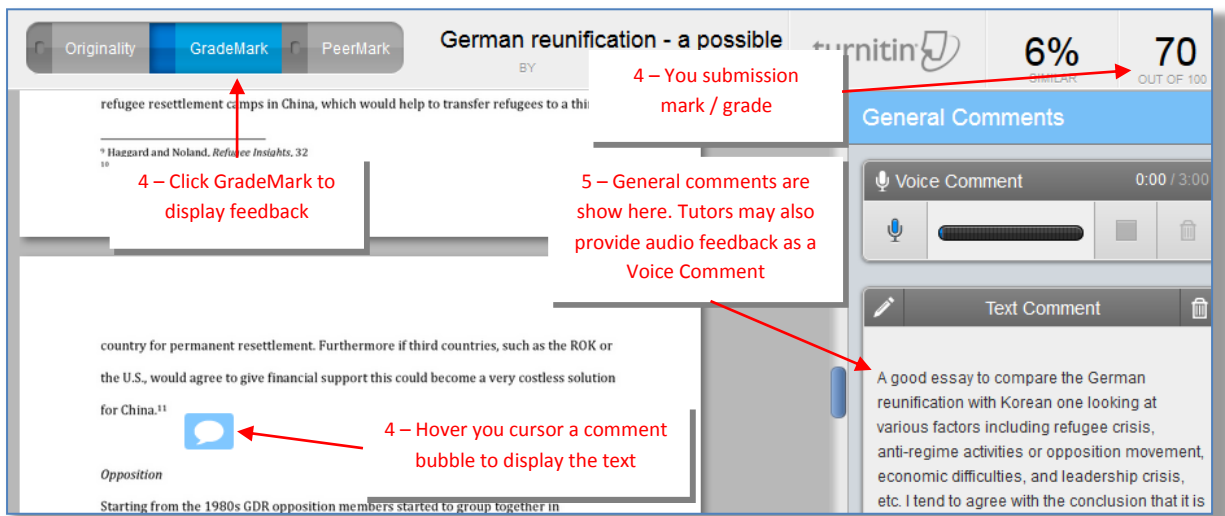 Originality GradeMark PeerMark
German reunification - a possible
BY
turnitin
6%
SIMILAR
70
OUT OF 100
4 – You submission
mark / grade
refugee resettlement camps in China, which would help to transfer refugees to a
⁹ Haggard and Noland, Refugee Insights, 32
10
4 – Click GradeMark to
display feedback
5 – General comments are
show here. Tutors may also
provide audio feedback as a
Voice Comment
General Comments
Voice Comment 0:00 / 3:00
Text Comment
country for permanent resettlement. Furthermore if third countries, such as the ROK or
the U.S., would agree to give financial support this could become a very costless solution
for China.¹¹
4 – Hover you cursor a comment
bubble to display the text
Opposition
Starting from the 1980s GDR opposition members started to group together in
A good essay to compare the German
reunification with Korean one looking at
various factors including refugee crisis,
anti-regime activities or opposition movement,
economic difficulties, and leadership crisis,
etc. I tend to agree with the conclusion that it is